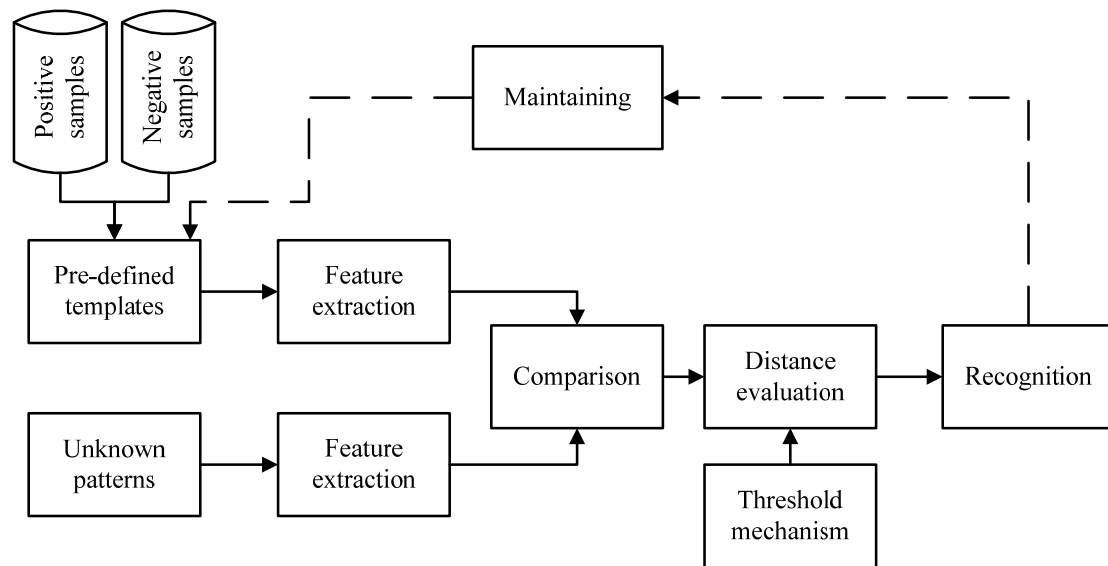 Positive
samples
Negative
samples
Maintaining
Pre-defined
templates
Feature
extraction
Comparison
Distance
evaluation
Recognition
Unknown
patterns
Feature
extraction
Threshold
mechanism